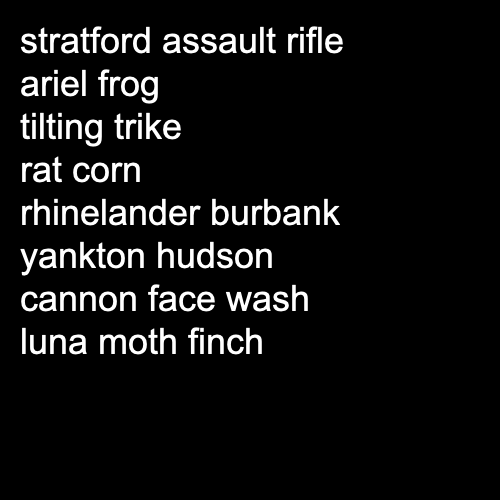 stratford assault rifle
ariel frog
tilting trike
rat corn
rhinelander burbank
yankton hudson
cannon face wash
luna moth finch